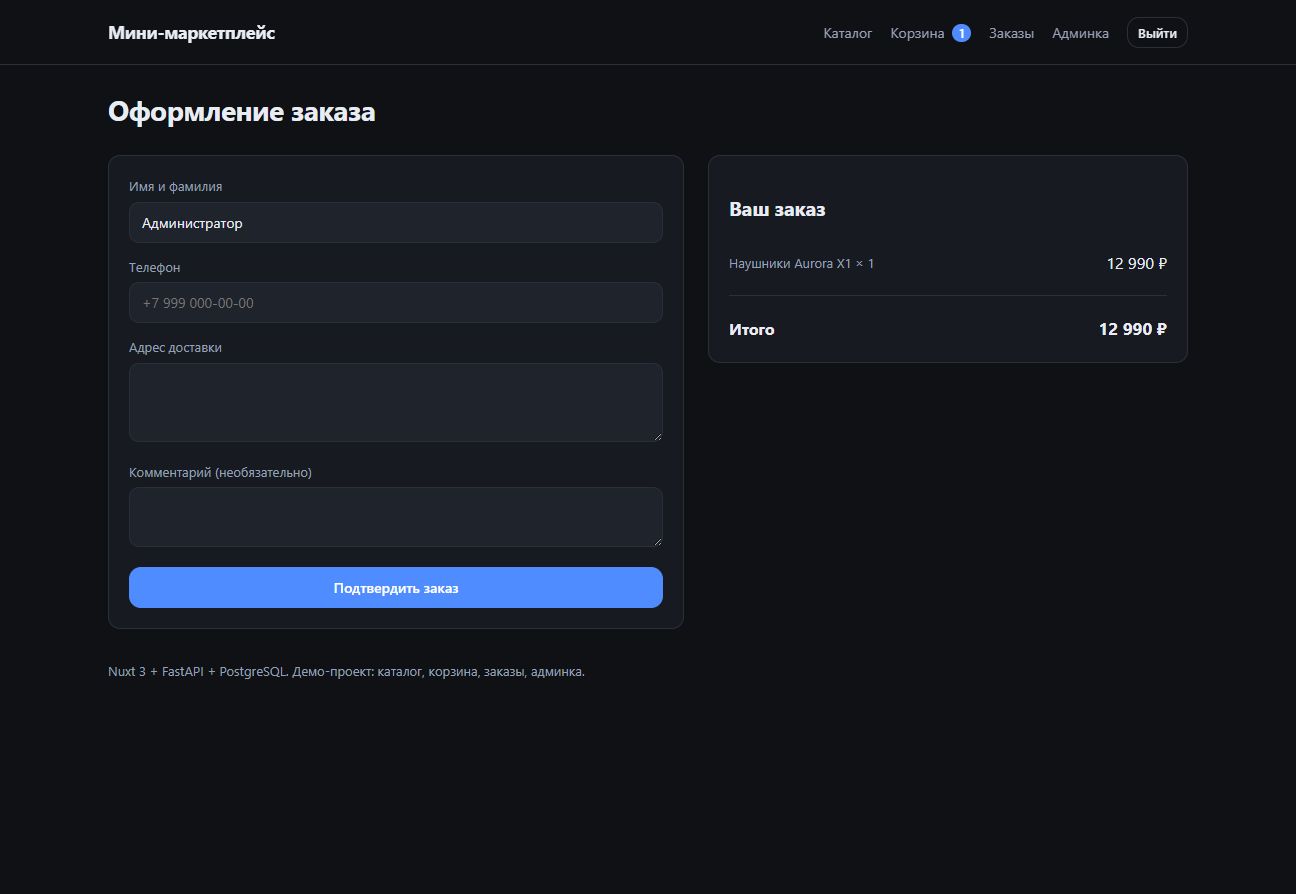 Мини-маркетплейс
Каталог Корзина 1 Заказы Админка Выйти
Оформление заказа
Имя и фамилия
Администратор
Телефон
+7 999 000-00-00
Адрес доставки
Комментарий (необязательно)
Подтвердить заказ
Ваш заказ
Наушники Aurora X1 × 1 12 990 ₽
Итого 12 990 ₽
Nuxt 3 + FastAPI + PostgreSQL. Демо-проект: каталог, корзина, заказы, админка.